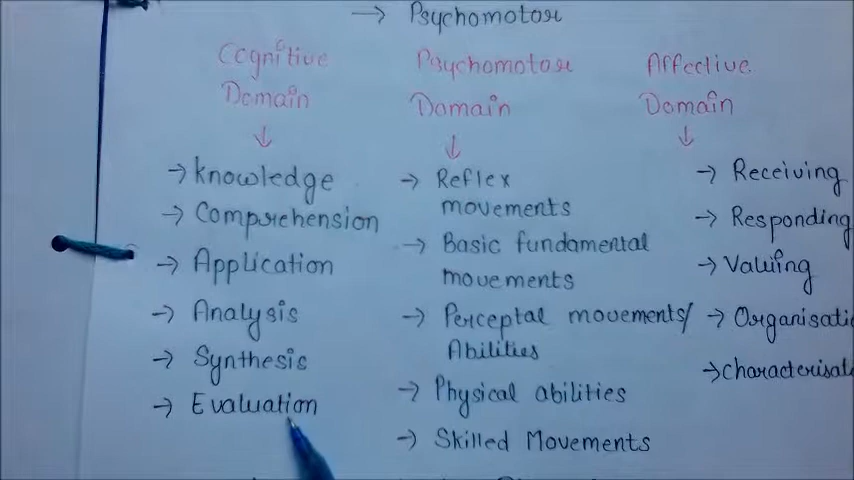 → Psychomotor
Cognitive
Domain
↓
→ knowledge
→ Comprehension
→ Application
→ Analysis
→ Synthesis
→ Evaluation
Psychomotor
Domain
↓
→ Reflex
movements
→ Basic fundamental
movements
→ Perceptal movements/
Abilities
→ Physical abilities
→ Skilled Movements
Affective
Domain
↓
→ Receiving
→ Responding
→ Valuing
→ Organisatio
→ characterisat